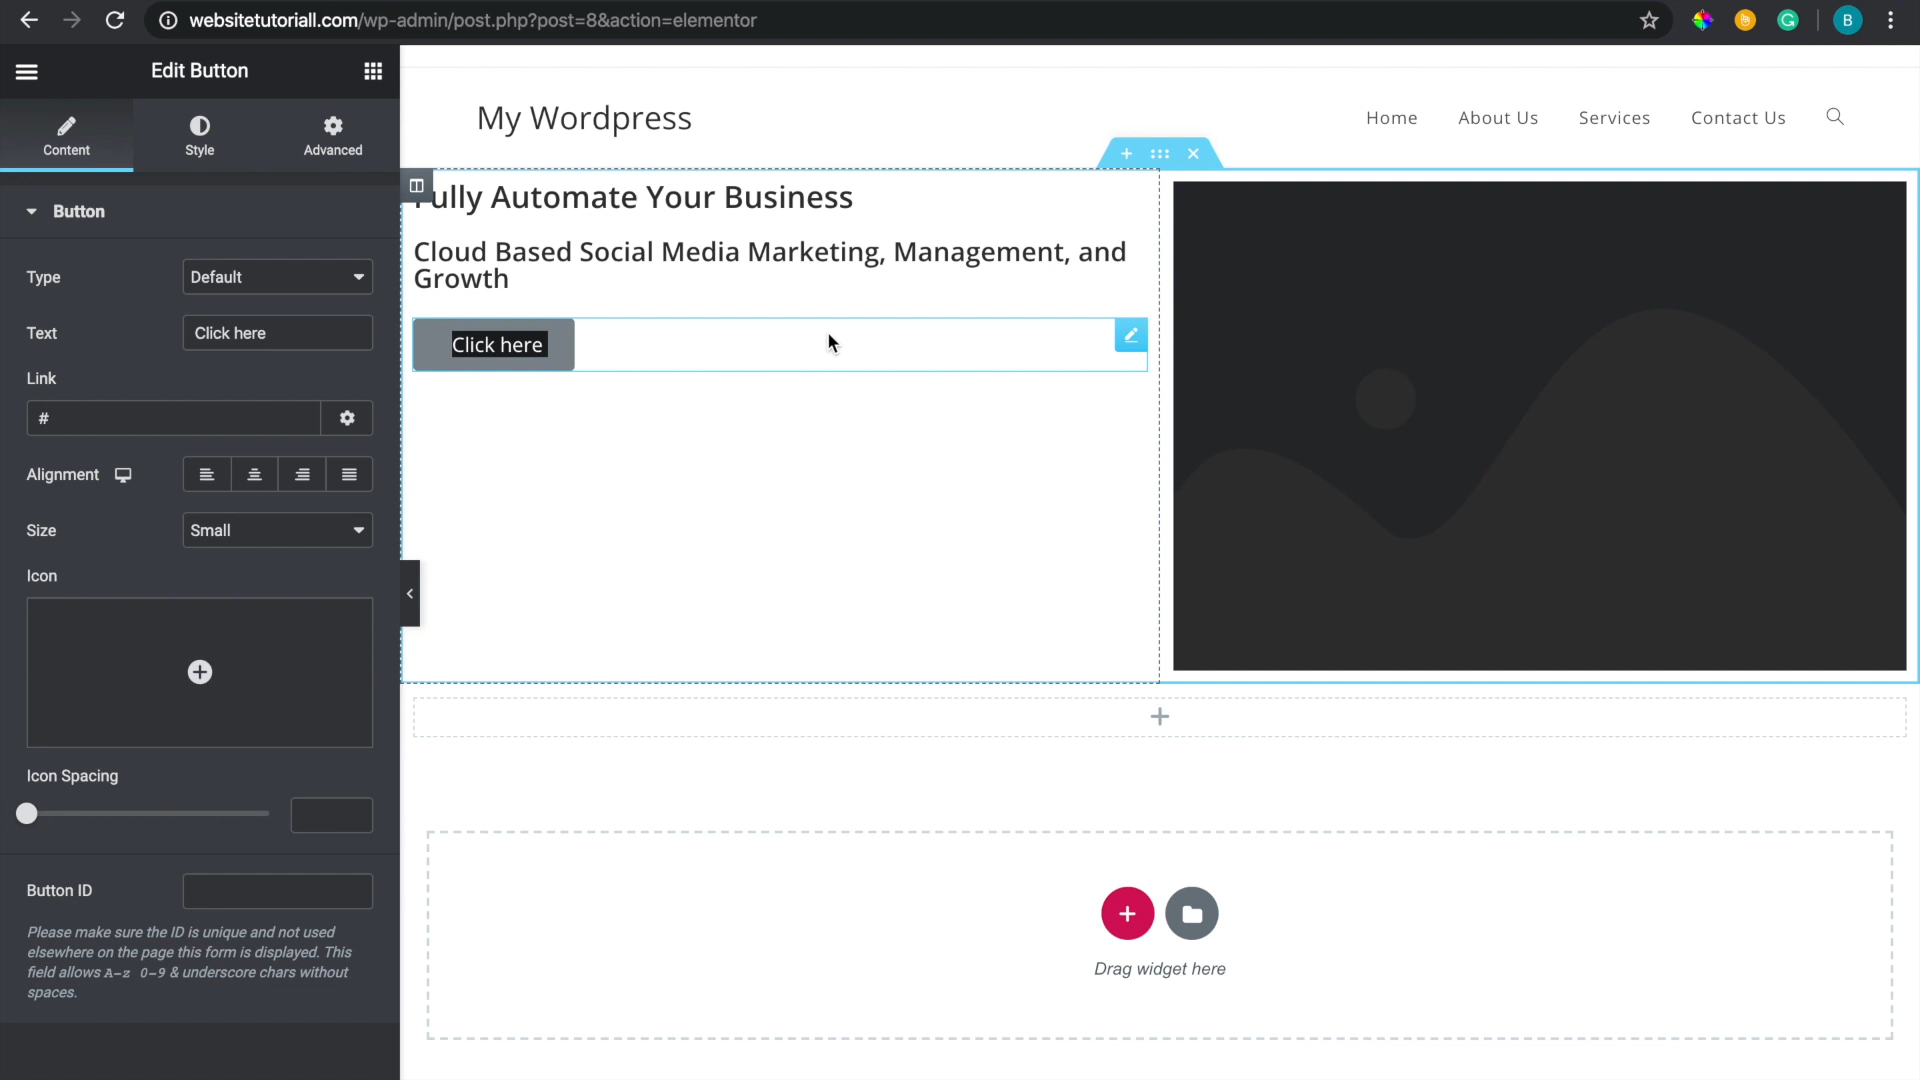 websitetutoriall.com/wp-admin/post.php?post=8&action=elementor
B
Edit Button
Content
Style
Advanced
Button
Type
Default
Text
Click here
Link
#
Alignment
Size
Small
Icon
Icon Spacing
Button ID
Please make sure the ID is unique and not used
elsewhere on the page this form is displayed. This
field allows A-z 0-9 & underscore chars without
spaces.
My Wordpress
Home
About Us
Services
Contact Us
Fully Automate Your Business
Cloud Based Social Media Marketing, Management, and
Growth
Click here
Drag widget here